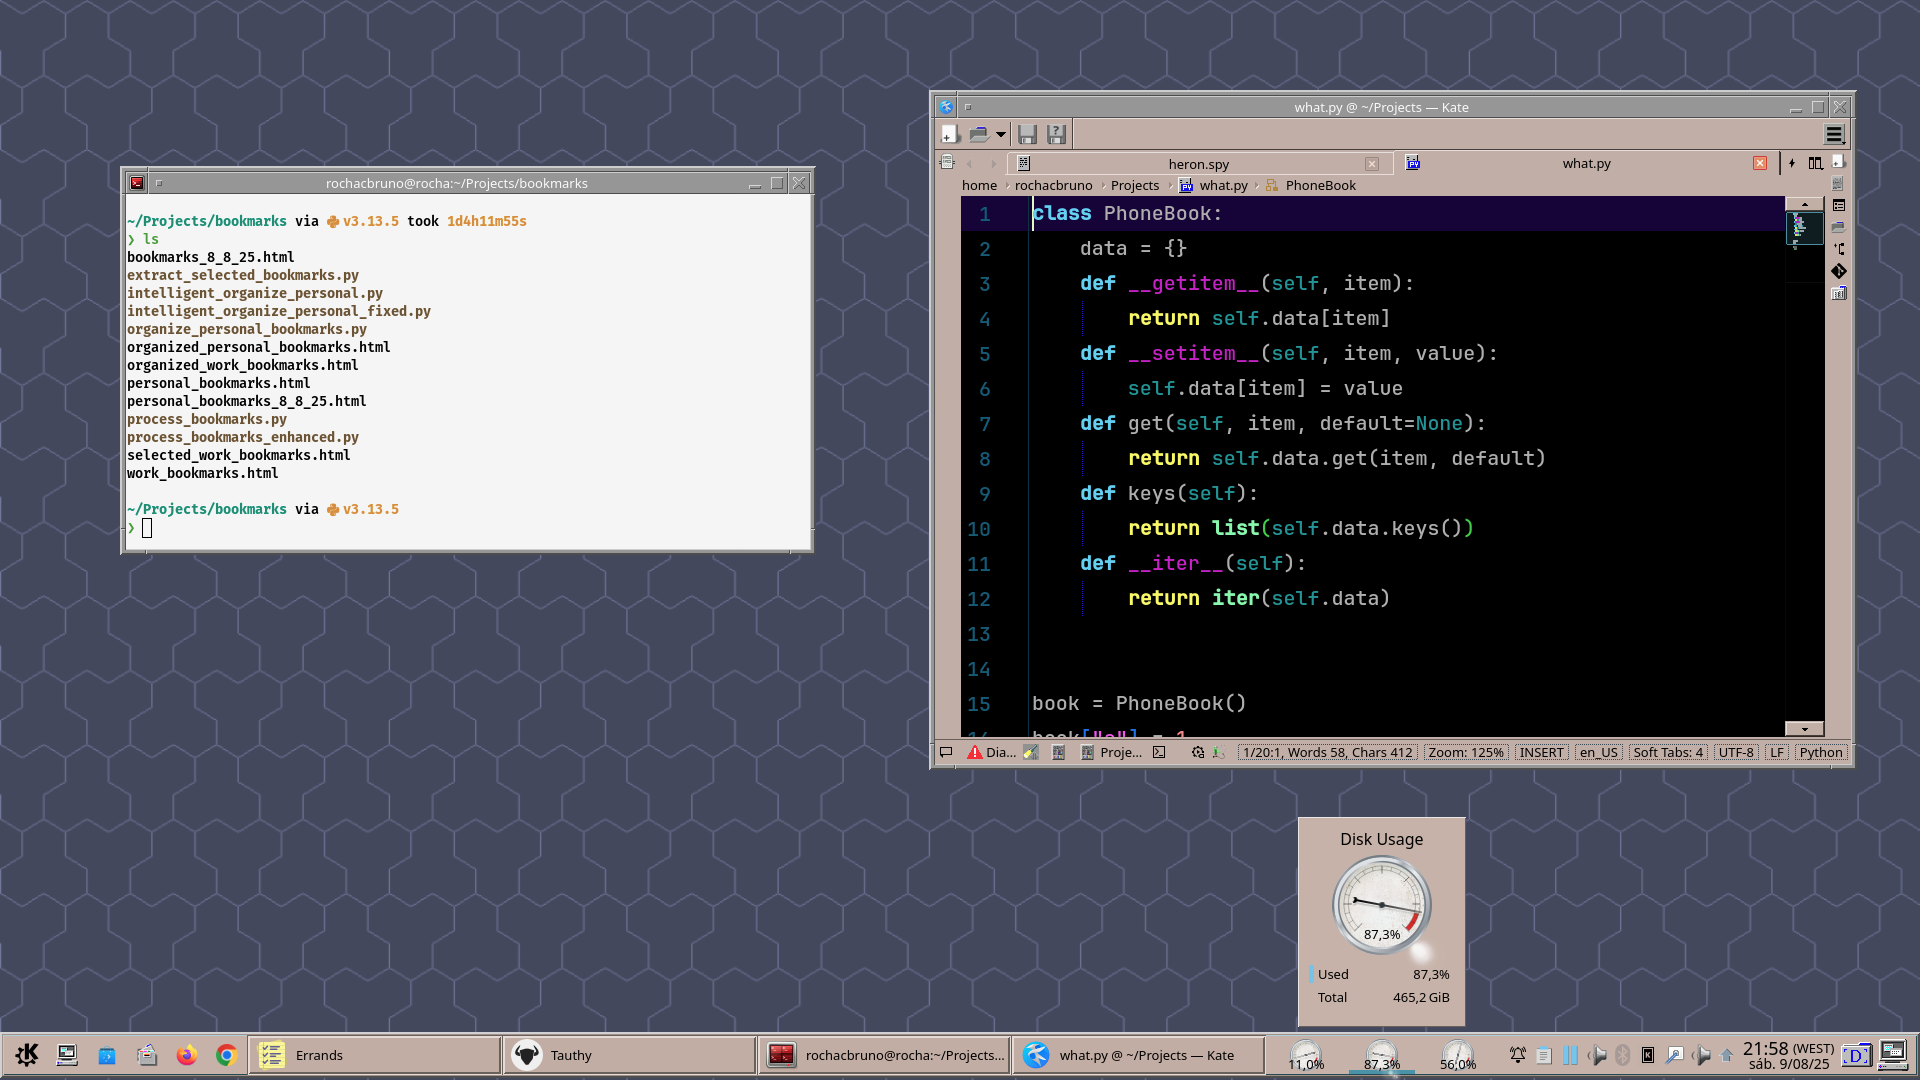 rochacbruno@rocha:~/Projects/bookmarks
~/Projects/bookmarks via v3.13.5 took 1d4h11m55s
❯ ls
bookmarks_8_8_25.html
extract_selected_bookmarks.py
intelligent_organize_personal.py
intelligent_organize_personal_fixed.py
organize_personal_bookmarks.py
organized_personal_bookmarks.html
organized_work_bookmarks.html
personal_bookmarks.html
personal_bookmarks_8_8_25.html
process_bookmarks.py
process_bookmarks_enhanced.py
selected_work_bookmarks.html
work_bookmarks.html
~/Projects/bookmarks via v3.13.5
❯
what.py @ ~/Projects — Kate
heron.spy what.py
home › rochacbruno › Projects › what.py › PhoneBook
1 class PhoneBook:
2     data = {}
3     def __getitem__(self, item):
4         return self.data[item]
5     def __setitem__(self, item, value):
6         self.data[item] = value
7     def get(self, item, default=None):
8         return self.data.get(item, default)
9     def keys(self):
10         return list(self.data.keys())
11     def __iter__(self):
12         return iter(self.data)
13
14
15 book = PhoneBook()
Dia... Proje... 1/20:1, Words 58, Chars 412 Zoom: 125% INSERT en_US Soft Tabs: 4 UTF-8 LF Python
Disk Usage
87,3%
Used 87,3%
Total 465,2 GiB
Errands Tauthy rochacbruno@rocha:~/Projects... what.py @ ~/Projects — Kate 11,0% 87,3% 56,0% 21:58 (WEST)
sáb. 9/08/25